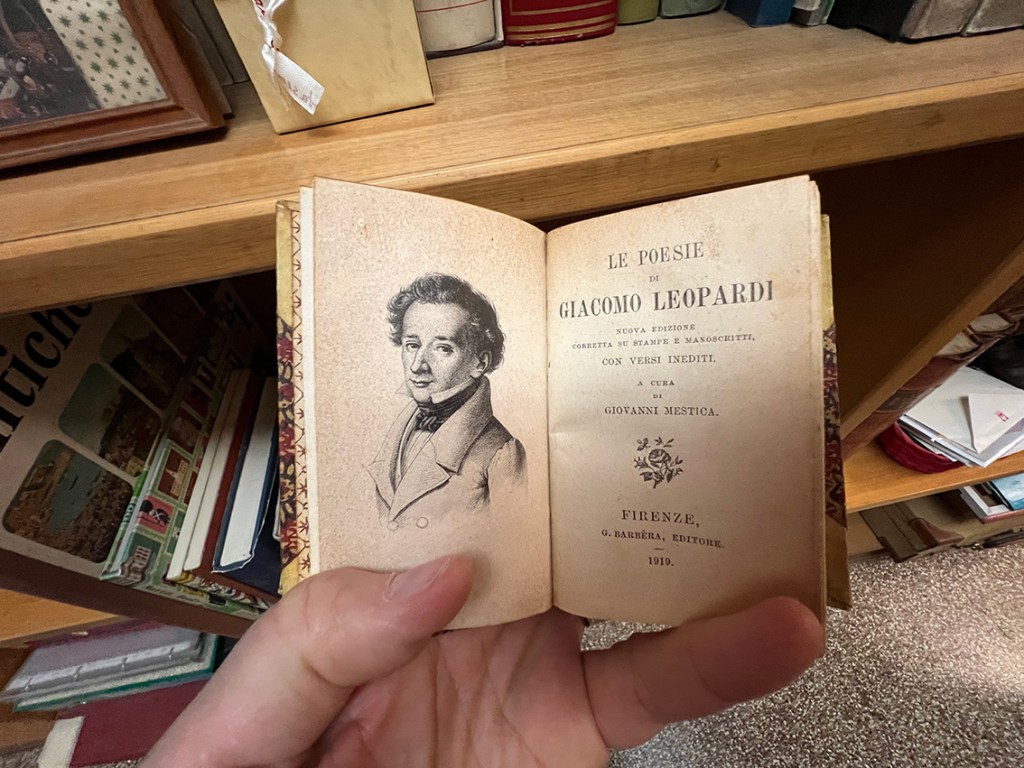 LE POESIE
DI
GIACOMO LEOPARDI
NUOVA EDIZIONE
CORRETTA SU STAMPE E MANOSCRITTI,
CON VERSI INEDITI,
A CURA
DI
GIOVANNI MESTICA.
FIRENZE,
G. BARBÈRA, EDITORE.
1919.